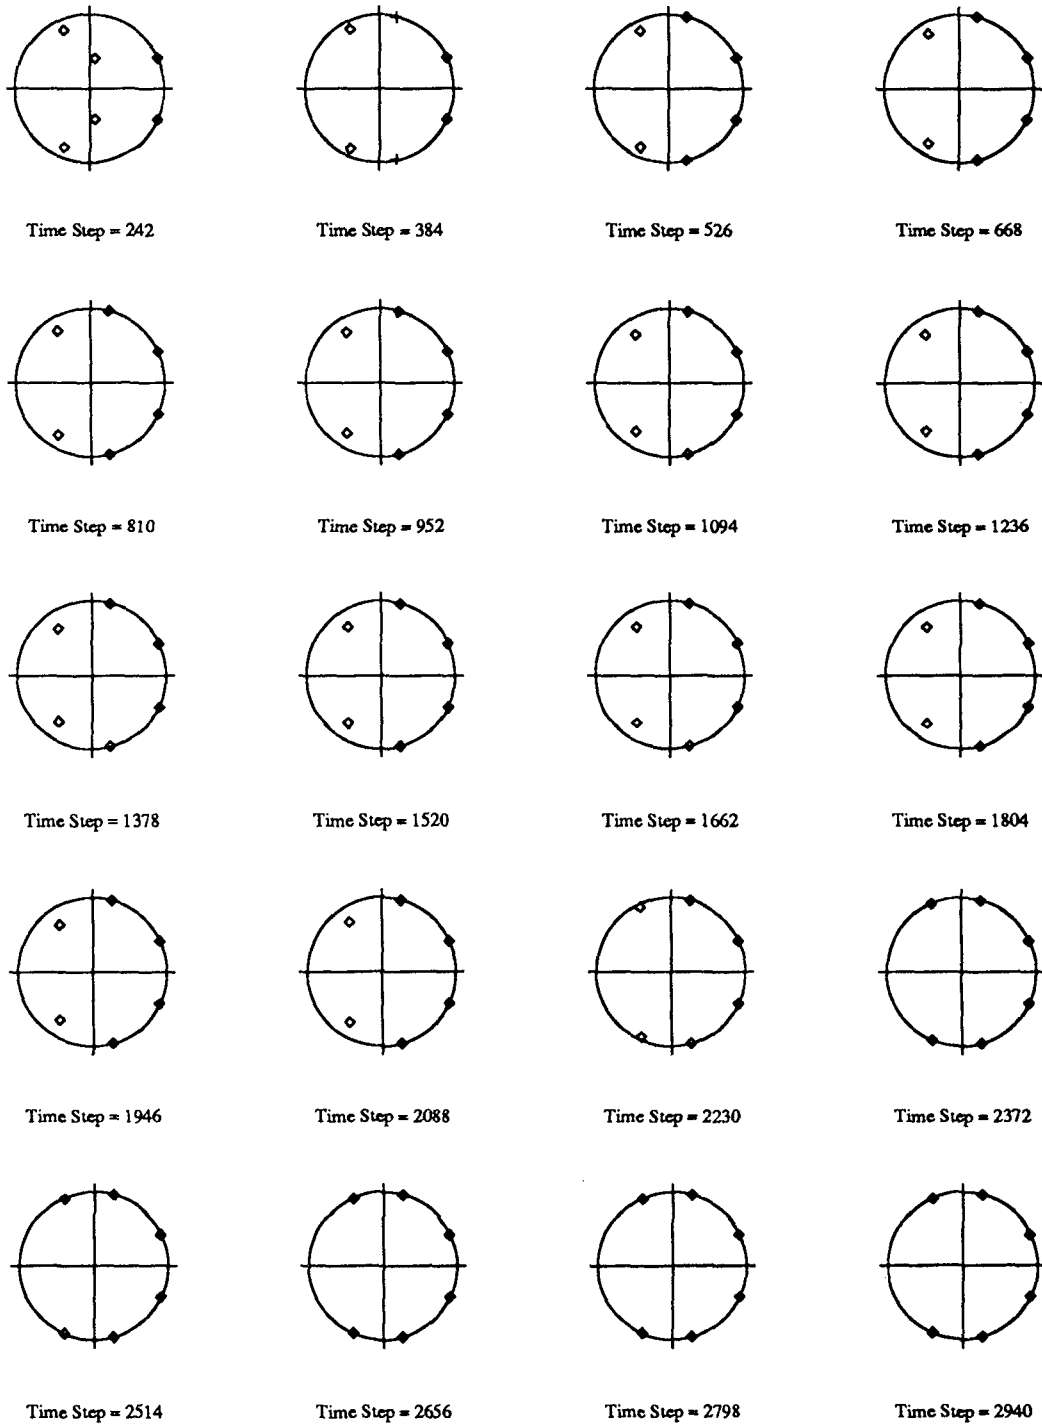 Time Step = 242
Time Step = 384
Time Step = 526
Time Step = 668
Time Step = 810
Time Step = 952
Time Step = 1094
Time Step = 1236
Time Step = 1378
Time Step = 1520
Time Step = 1662
Time Step = 1804
Time Step = 1946
Time Step = 2088
Time Step = 2230
Time Step = 2372
Time Step = 2514
Time Step = 2656
Time Step = 2798
Time Step = 2940